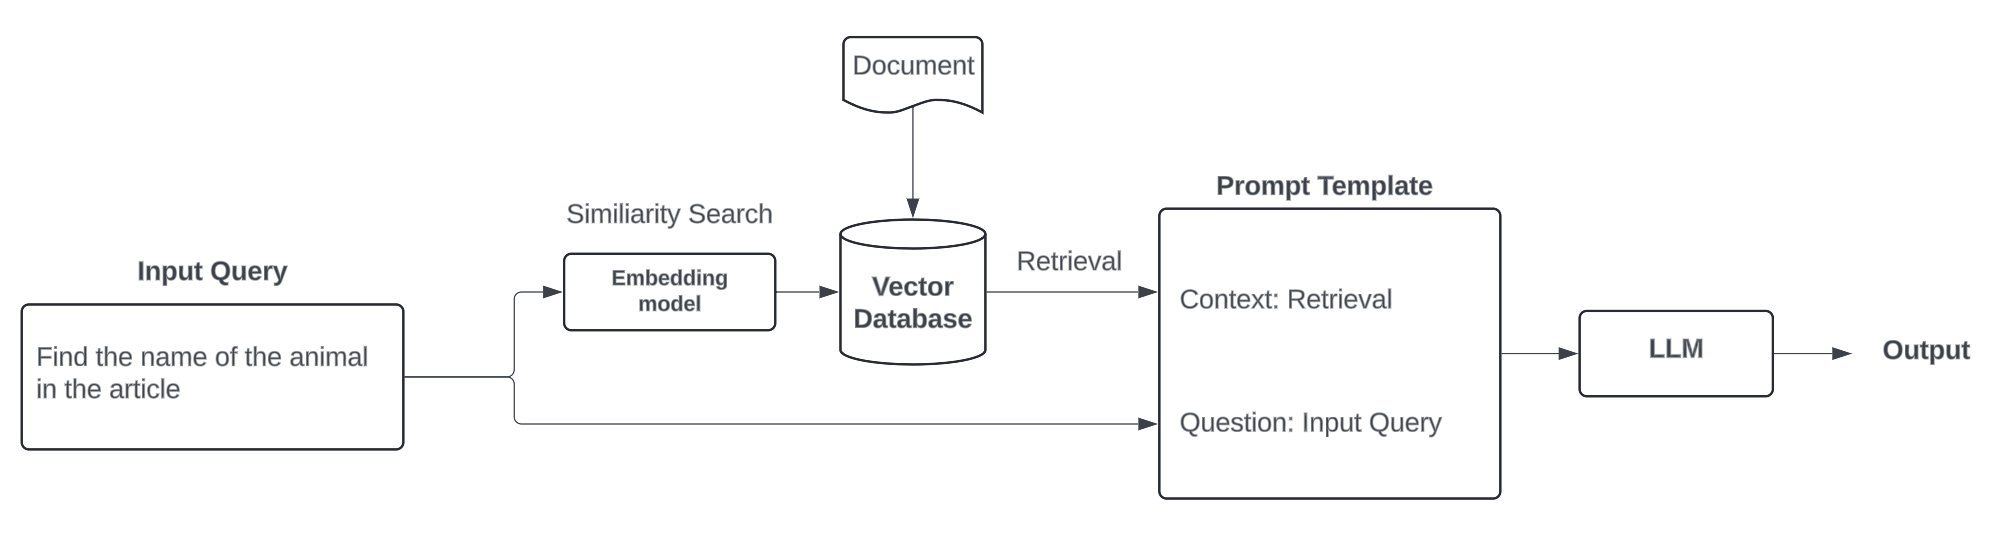 Document
Similiarity Search
Prompt Template
Input Query
Embedding
model
Vector
Database
Retrieval
Context: Retrieval
Find the name of the animal
in the article
LLM
Output
Question: Input Query